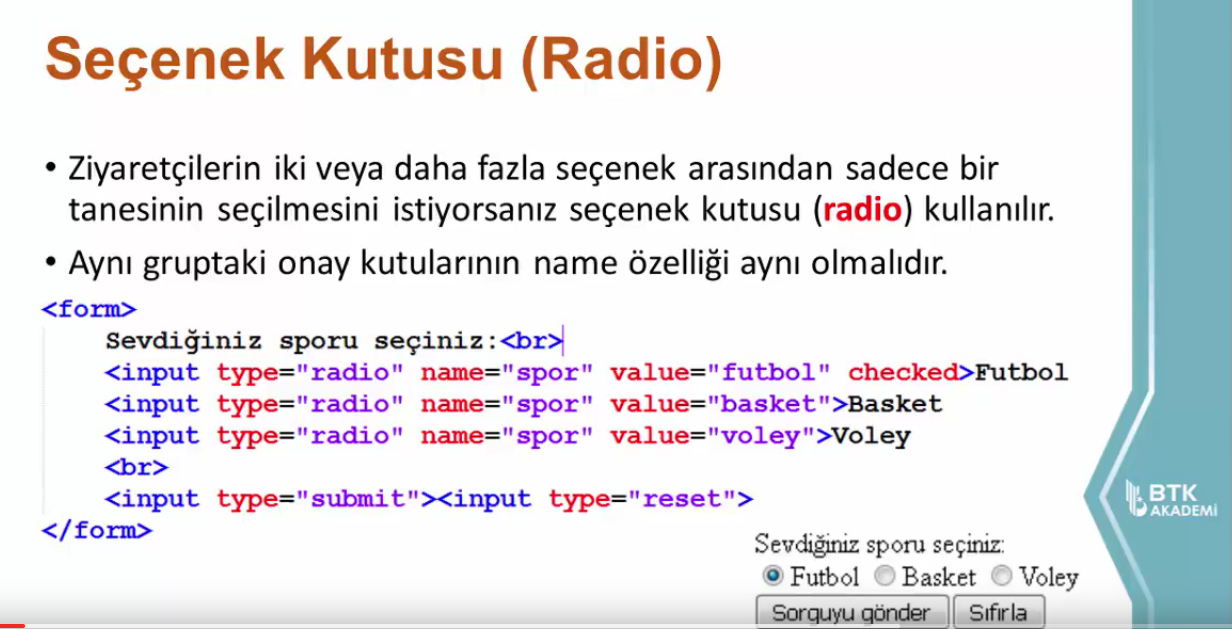 Seçenek Kutusu (Radio)
• Ziyaretçilerin iki veya daha fazla seçenek arasından sadece bir
tanesinin seçilmesini istiyorsanız seçenek kutusu (radio) kullanılır.
• Aynı gruptaki onay kutularının name özelliği aynı olmalıdır.
<form>
Sevdiğiniz sporu seçiniz:<br>
<input type="radio" name="spor" value="futbol" checked>Futbol
<input type="radio" name="spor" value="basket">Basket
<input type="radio" name="spor" value="voley">Voley
<br>
<input type="submit"><input type="reset">
</form>
BTK
AKADEMİ
Sevdiğiniz sporu seçiniz:
Futbol Basket Voley
Sorguyu gönder Sıfırla